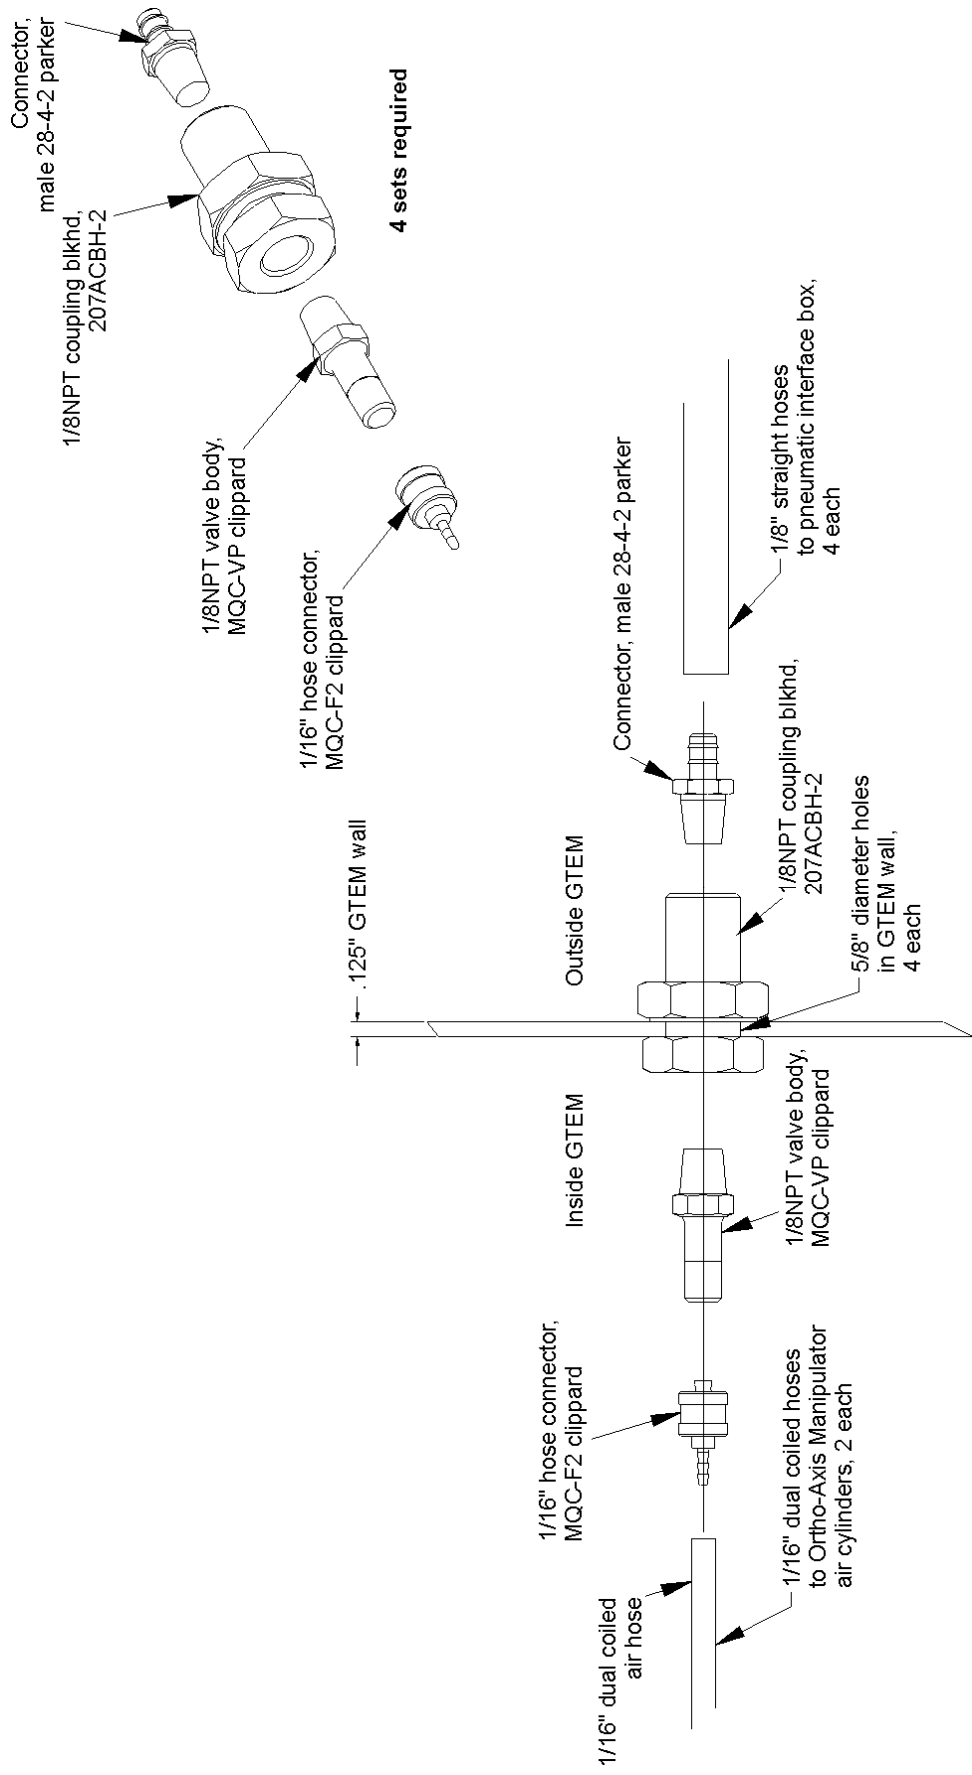 Connector,
male 28-4-2 parker
1/8NPT coupling blkhd,
207ACBH-2
1/8NPT valve body,
MQC-VP clippard
1/16" hose connector,
MQC-F2 clippard
4 sets required
.125" GTEM wall
Inside GTEM
Outside GTEM
1/16" dual coiled
air hose
1/16" hose connector,
MQC-F2 clippard
Connector, male 28-4-2 parker
1/16" dual coiled hoses
to Ortho-Axis Manipulator
air cylinders, 2 each
1/8NPT valve body,
MQC-VP clippard
5/8" diameter holes
in GTEM wall,
4 each
1/8NPT coupling blkhd,
207ACBH-2
1/8" straight hoses
to pneumatic interface box,
4 each